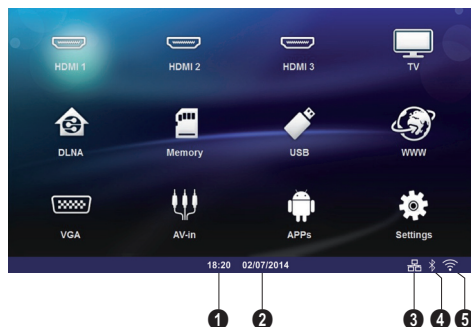 HDMI 1 HDMI 2 HDMI 3 TV
DLNA Memory USB WWW
VGA AV-in APPs Settings
18:20 02/07/2014
1 2 3 4 5